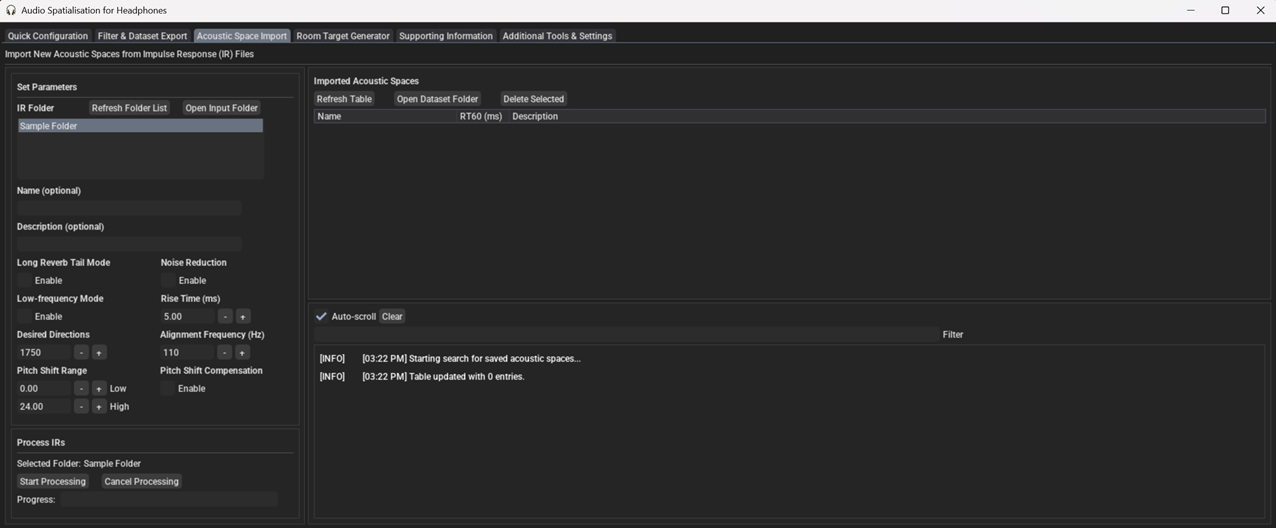 Audio Spatialisation for Headphones
Quick Configuration Filter & Dataset Export Acoustic Space Import Room Target Generator Supporting Information Additional Tools & Settings
Import New Acoustic Spaces from Impulse Response (IR) Files
Set Parameters
IR Folder Refresh Folder List Open Input Folder
Sample Folder
Name (optional)
Description (optional)
Long Reverb Tail Mode Noise Reduction
Enable Enable
Low-frequency Mode Rise Time (ms)
Enable 5.00 - +
Desired Directions Alignment Frequency (Hz)
1750 - + 110 - +
Pitch Shift Range Pitch Shift Compensation
0.00 - + Low Enable
24.00 - + High
Process IRs
Selected Folder: Sample Folder
Start Processing Cancel Processing
Progress:
Imported Acoustic Spaces
Refresh Table Open Dataset Folder Delete Selected
Name RT60 (ms) Description
Auto-scroll Clear
Filter
[INFO] [03:22 PM] Starting search for saved acoustic spaces...
[INFO] [03:22 PM] Table updated with 0 entries.